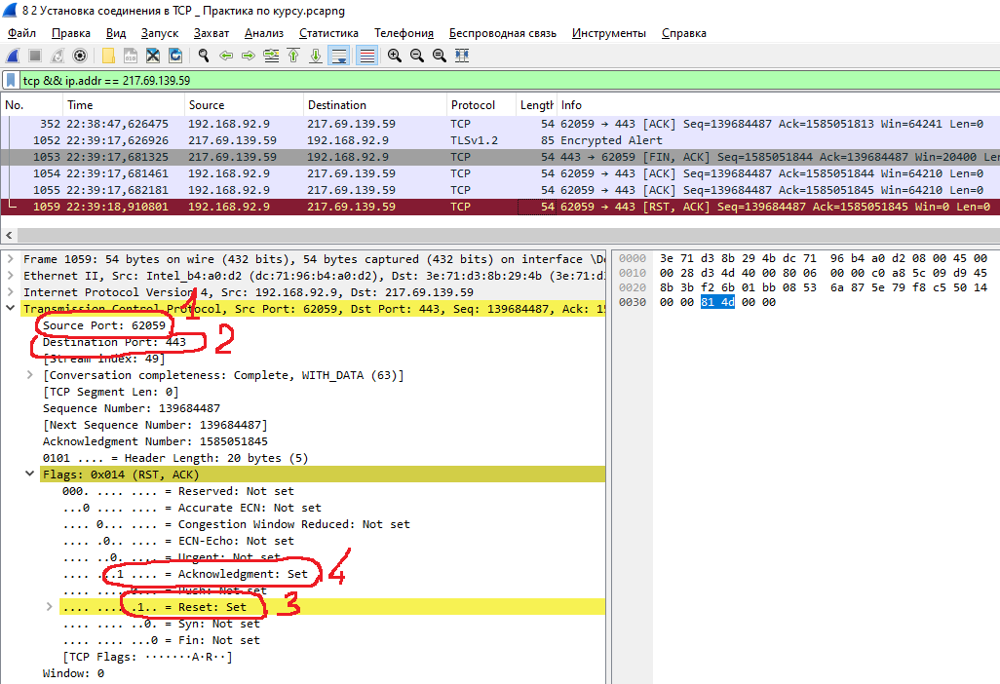 8 2 Установка соединения в TCP _ Практика по курсу.pcapng
Файл Правка Вид Запуск Захват Анализ Статистика Телефония Беспроводная связь Инструменты Справка
tcp && ip.addr == 217.69.139.59
No. Time Source Destination Protocol Length Info
352 22:38:47,626475 192.168.92.9 217.69.139.59 TCP 54 62059 → 443 [ACK] Seq=139684487 Ack=1585051813 Win=64241 Len=0
1052 22:39:17,626926 217.69.139.59 192.168.92.9 TLSv1.2 85 Encrypted Alert
1053 22:39:17,681325 217.69.139.59 192.168.92.9 TCP 54 443 → 62059 [FIN, ACK] Seq=1585051844 Ack=139684487 Win=20400 Len
1054 22:39:17,681461 192.168.92.9 217.69.139.59 TCP 54 62059 → 443 [ACK] Seq=139684487 Ack=1585051844 Win=64210 Len=0
1055 22:39:17,682181 192.168.92.9 217.69.139.59 TCP 54 62059 → 443 [ACK] Seq=139684487 Ack=1585051845 Win=64210 Len=0
1059 22:39:18,910801 192.168.92.9 217.69.139.59 TCP 54 62059 → 443 [RST, ACK] Seq=139684487 Ack=1585051845 Win=0 Len=0
Frame 1059: 54 bytes on wire (432 bits), 54 bytes captured (432 bits) on interface \De
Ethernet II, Src: Intel_b4:a0:d2 (dc:71:96:b4:a0:d2), Dst: 3e:71:d3:8b:29:4b (3e:71:d3
Internet Protocol Version 4, Src: 192.168.92.9, Dst: 217.69.139.59
Transmission Control Protocol, Src Port: 62059, Dst Port: 443, Seq: 139684487, Ack: 15
1
Source Port: 62059
Destination Port: 443
2
[Stream index: 49]
[Conversation completeness: Complete, WITH_DATA (63)]
[TCP Segment Len: 0]
Sequence Number: 139684487
[Next Sequence Number: 139684487]
Acknowledgment Number: 1585051845
0101 .... = Header Length: 20 bytes (5)
Flags: 0x014 (RST, ACK)
000. .... .... = Reserved: Not set
...0 .... .... = Accurate ECN: Not set
.... 0... .... = Congestion Window Reduced: Not set
.... .0.. .... = ECN-Echo: Not set
.... ..0. .... = Urgent: Not set
.... ...1 .... = Acknowledgment: Set
4
.... .... 0... = Push: Not set
.... .... .1.. = Reset: Set
3
.... .... ..0. = Syn: Not set
.... .... ...0 = Fin: Not set
[TCP Flags: ·······A·R··]
Window: 0
0000 3e 71 d3 8b 29 4b dc 71 96 b4 a0 d2 08 00 45 00
0010 00 28 d3 4d 40 00 80 06 00 00 c0 a8 5c 09 d9 45
0020 8b 3b f2 6b 01 bb 08 53 6a 87 5e 79 f8 c5 50 14
0030 00 00 81 4d 00 00